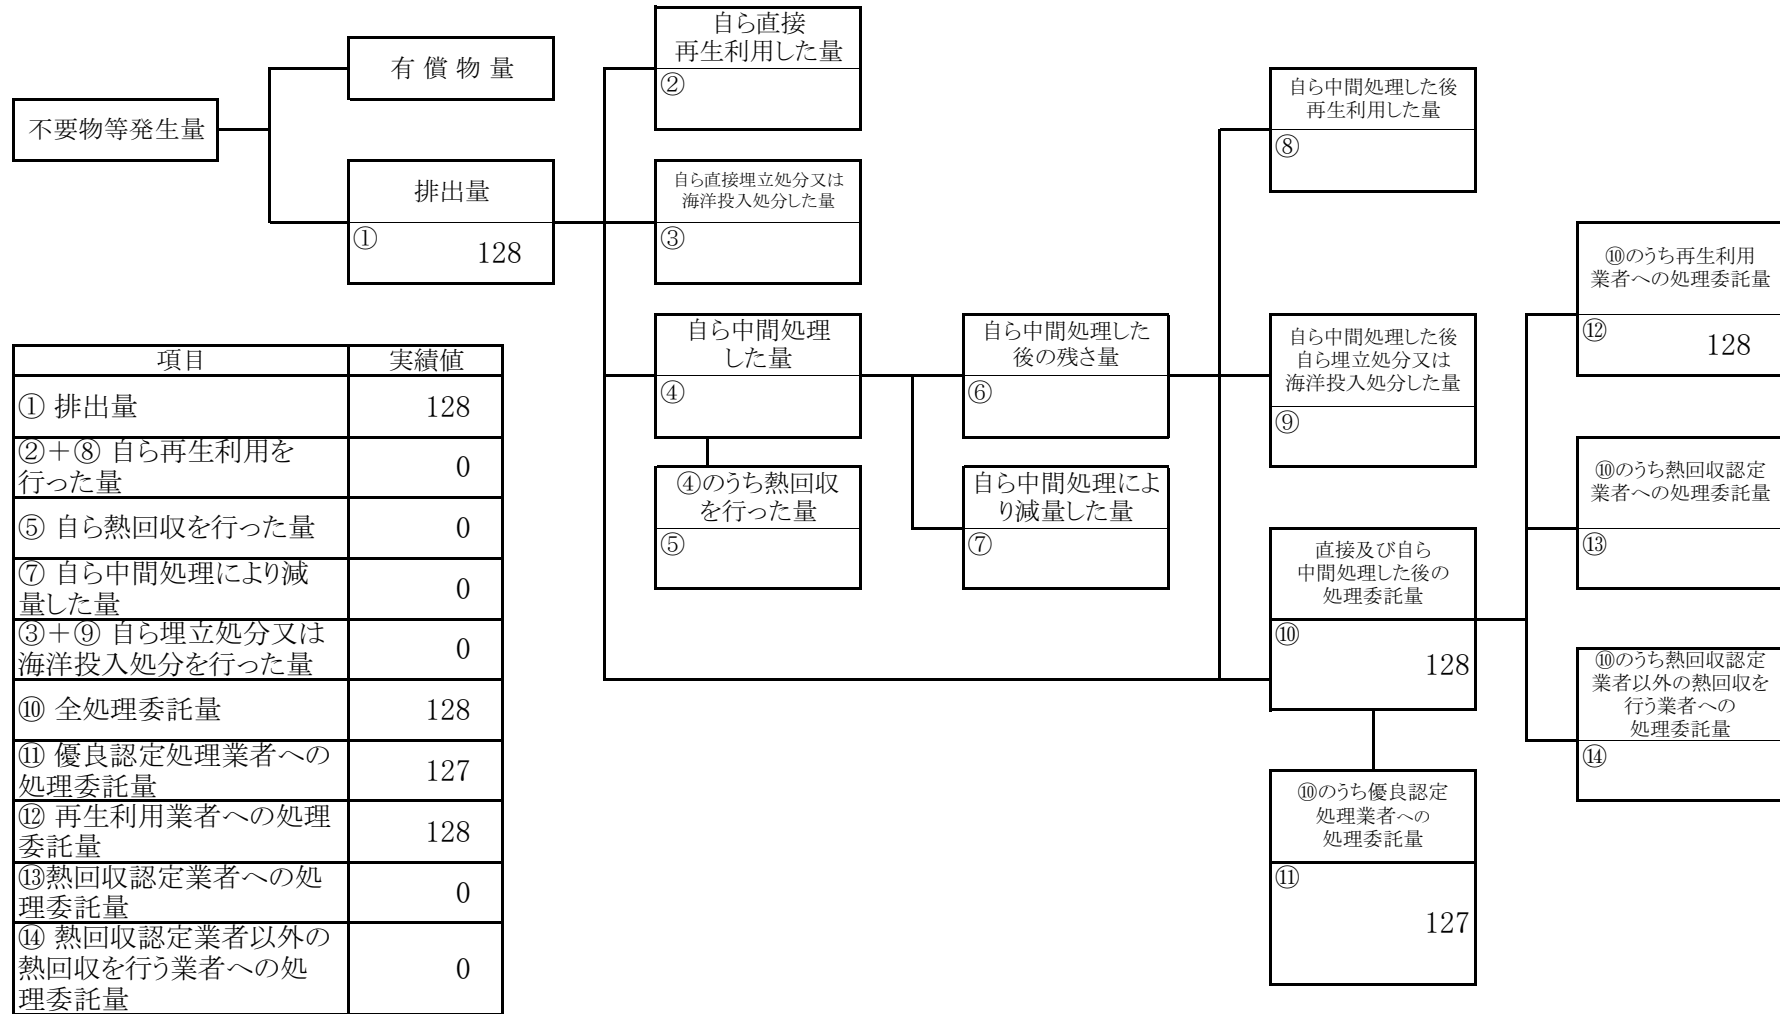 不要物等発生量
有 償 物 量
排出量
①
128
自ら直接
再生利用した量
②
自ら直接埋立処分又は
海洋投入処分した量
③
自ら中間処理
した量
④
④のうち熱回収
を行った量
⑤
自ら中間処理した
後の残さ量
⑥
自ら中間処理によ
り減量した量
⑦
自ら中間処理した後
再生利用した量
⑧
自ら中間処理した後
自ら埋立処分又は
海洋投入処分した量
⑨
直接及び自ら
中間処理した後の
処理委託量
⑩
128
⑩のうち優良認定
処理業者への
処理委託量
⑪
127
⑩のうち再生利用
業者への処理委託量
⑫
128
⑩のうち熱回収認定
業者への処理委託量
⑬
⑩のうち熱回収認定
業者以外の熱回収を
行う業者への
処理委託量
⑭
項目 実績値
① 排出量 128
②＋⑧ 自ら再生利用を
行った量 0
⑤ 自ら熱回収を行った量 0
⑦ 自ら中間処理により減
量した量 0
③＋⑨ 自ら埋立処分又は
海洋投入処分を行った量 0
⑩ 全処理委託量 128
⑪ 優良認定処理業者への
処理委託量 127
⑫ 再生利用業者への処理
委託量 128
⑬熱回収認定業者への処
理委託量 0
⑭ 熱回収認定業者以外の
熱回収を行う業者への処
理委託量 0